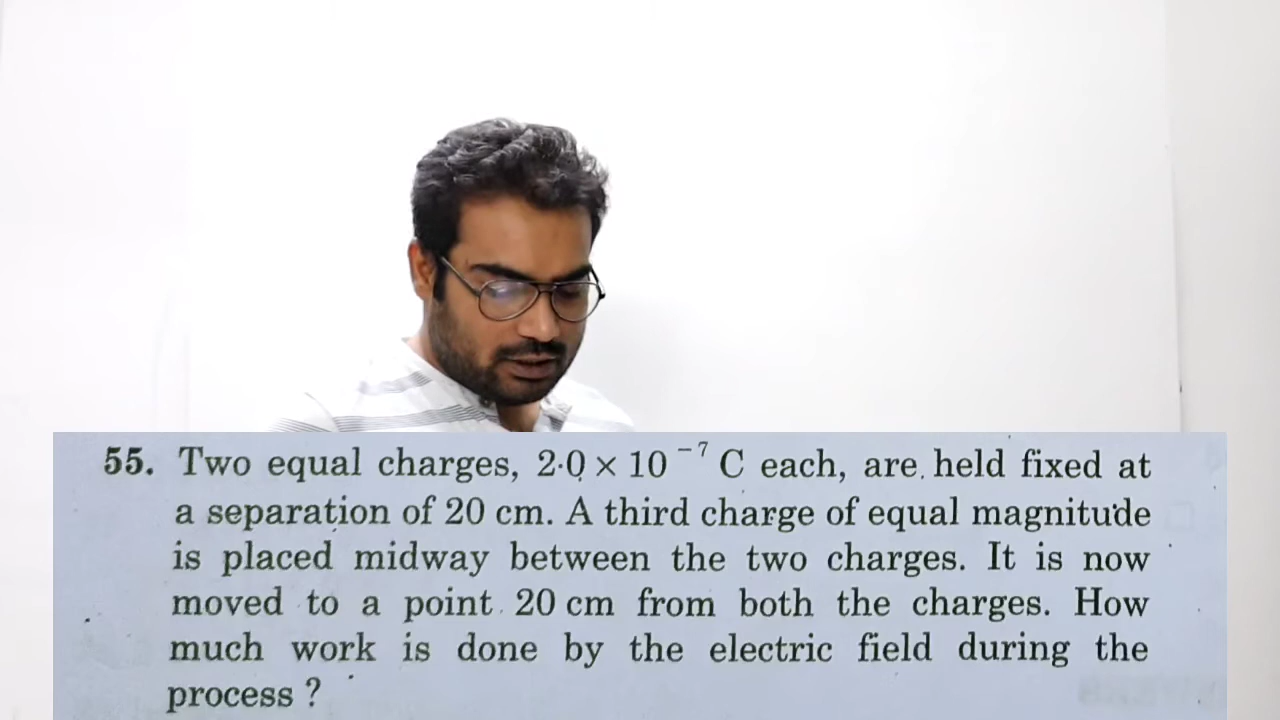 55. Two equal charges, 2·0 × 10⁻⁷ C each, are held fixed at
a separation of 20 cm. A third charge of equal magnitude
is placed midway between the two charges. It is now
moved to a point 20 cm from both the charges. How
much work is done by the electric field during the
process ?